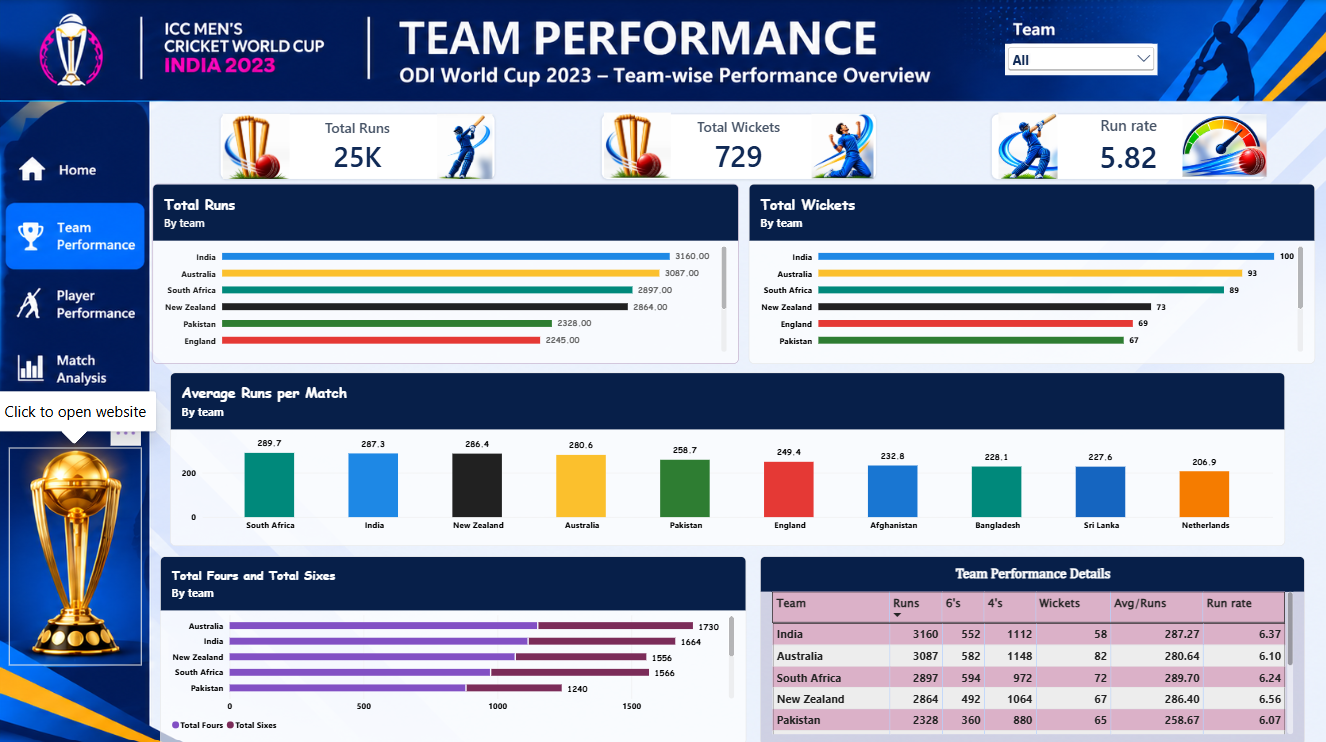 ICC MEN'S
CRICKET WORLD CUP
INDIA 2023
TEAM PERFORMANCE
ODI World Cup 2023 – Team-wise Performance Overview
Team
All
Home
Team
Performance
Player
Performance
Match
Analysis
Click to open website
Total Runs
25K
Total Wickets
729
Run rate
5.82
Total Runs
By team
India 3160.00
Australia 3087.00
South Africa 2897.00
New Zealand 2864.00
Pakistan 2328.00
England 2245.00
Total Wickets
By team
India 100
Australia 93
South Africa 89
New Zealand 73
England 69
Pakistan 67
Average Runs per Match
By team
289.7 287.3 286.4 280.6 258.7 249.4 232.8 228.1 227.6 206.9
200
0
South Africa India New Zealand Australia Pakistan England Afghanistan Bangladesh Sri Lanka Netherlands
Total Fours and Total Sixes
By team
Australia 1730
India 1664
New Zealand 1556
South Africa 1566
Pakistan 1240
0 500 1000 1500
Total Fours Total Sixes
Team Performance Details
Team Runs 6's 4's Wickets Avg/Runs Run rate
India 3160 552 1112 58 287.27 6.37
Australia 3087 582 1148 82 280.64 6.10
South Africa 2897 594 972 72 289.70 6.24
New Zealand 2864 492 1064 67 286.40 6.56
Pakistan 2328 360 880 65 258.67 6.07